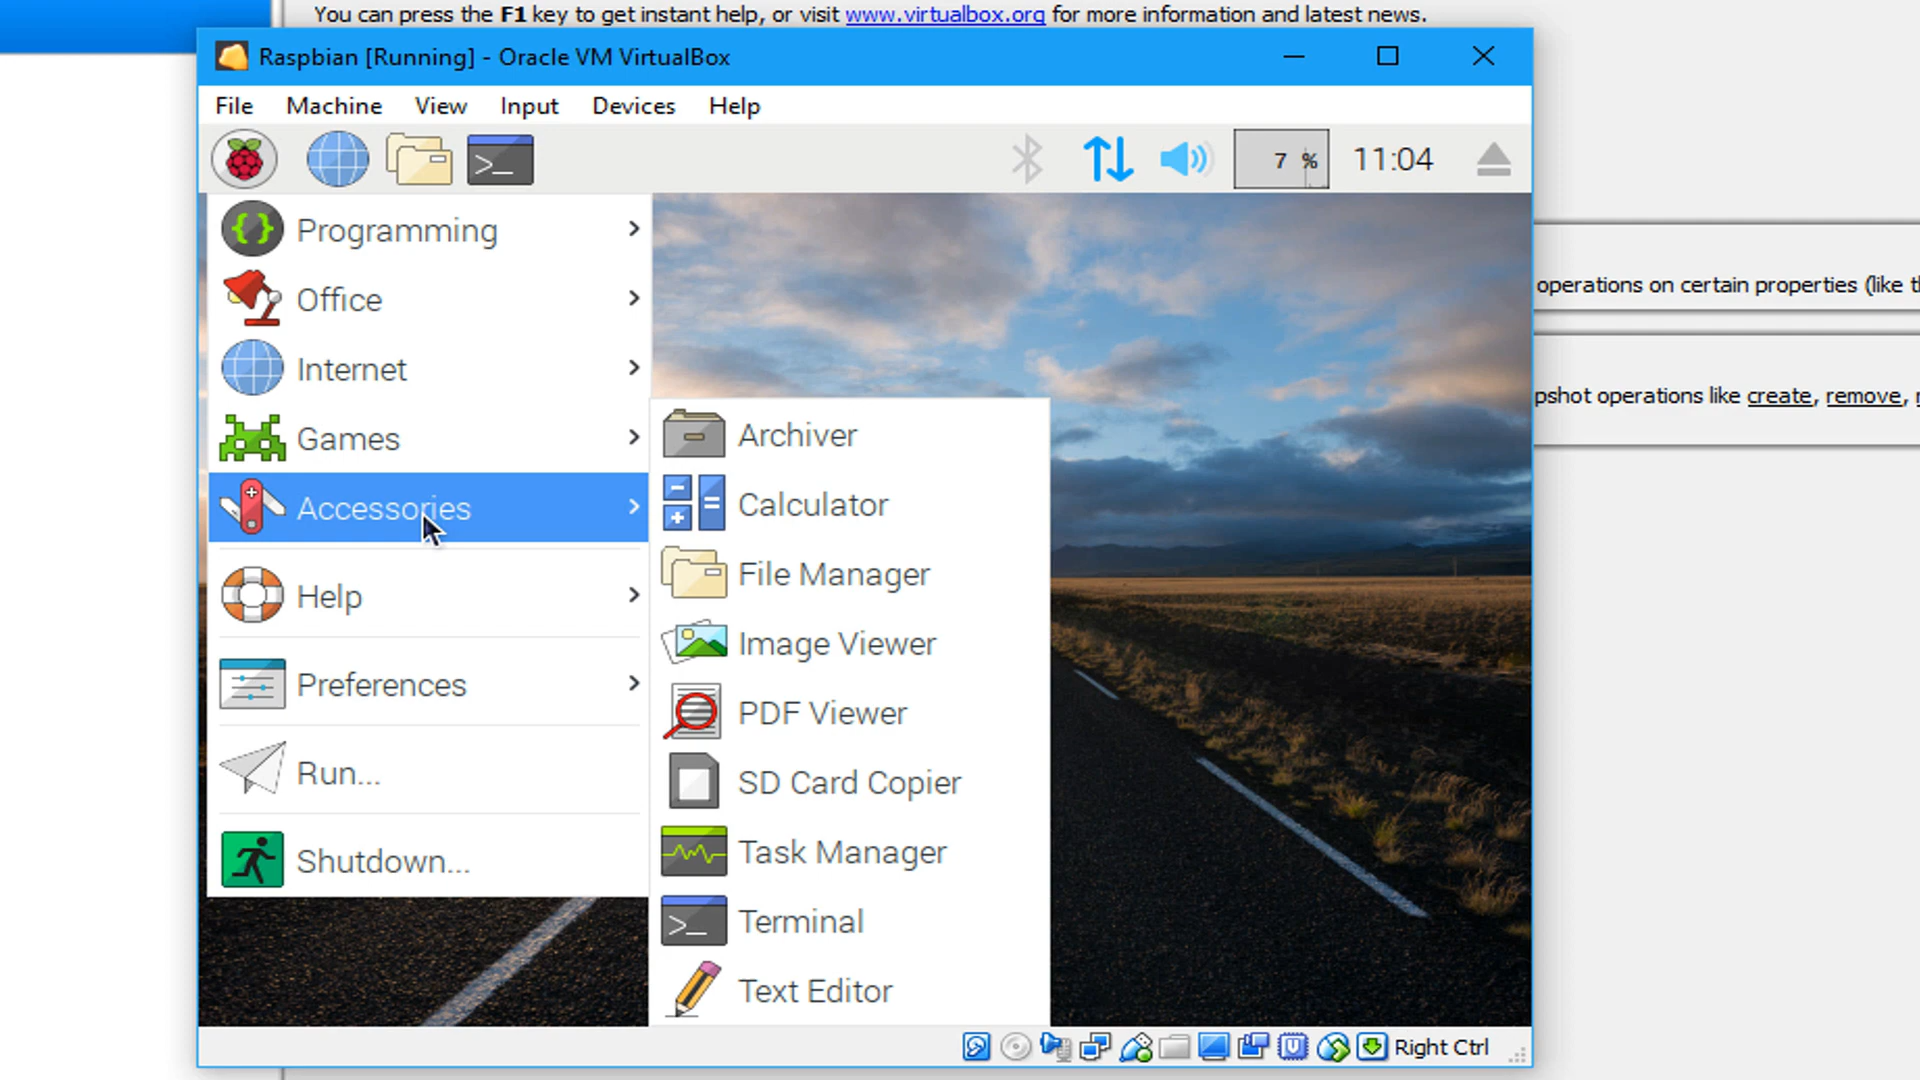 You can press the F1 key to get instant help, or visit www.virtualbox.org for more information and latest news.
Raspbian [Running] - Oracle VM VirtualBox
File Machine View Input Devices Help
>_ 7 % 11:04
Programming
Office
Internet
Games
Accessories
Help
Preferences
Run...
Shutdown...
Archiver
Calculator
File Manager
Image Viewer
PDF Viewer
SD Card Copier
Task Manager
>_ Terminal
Text Editor
operations on certain properties (like
pshot operations like create, remove,
Right Ctrl